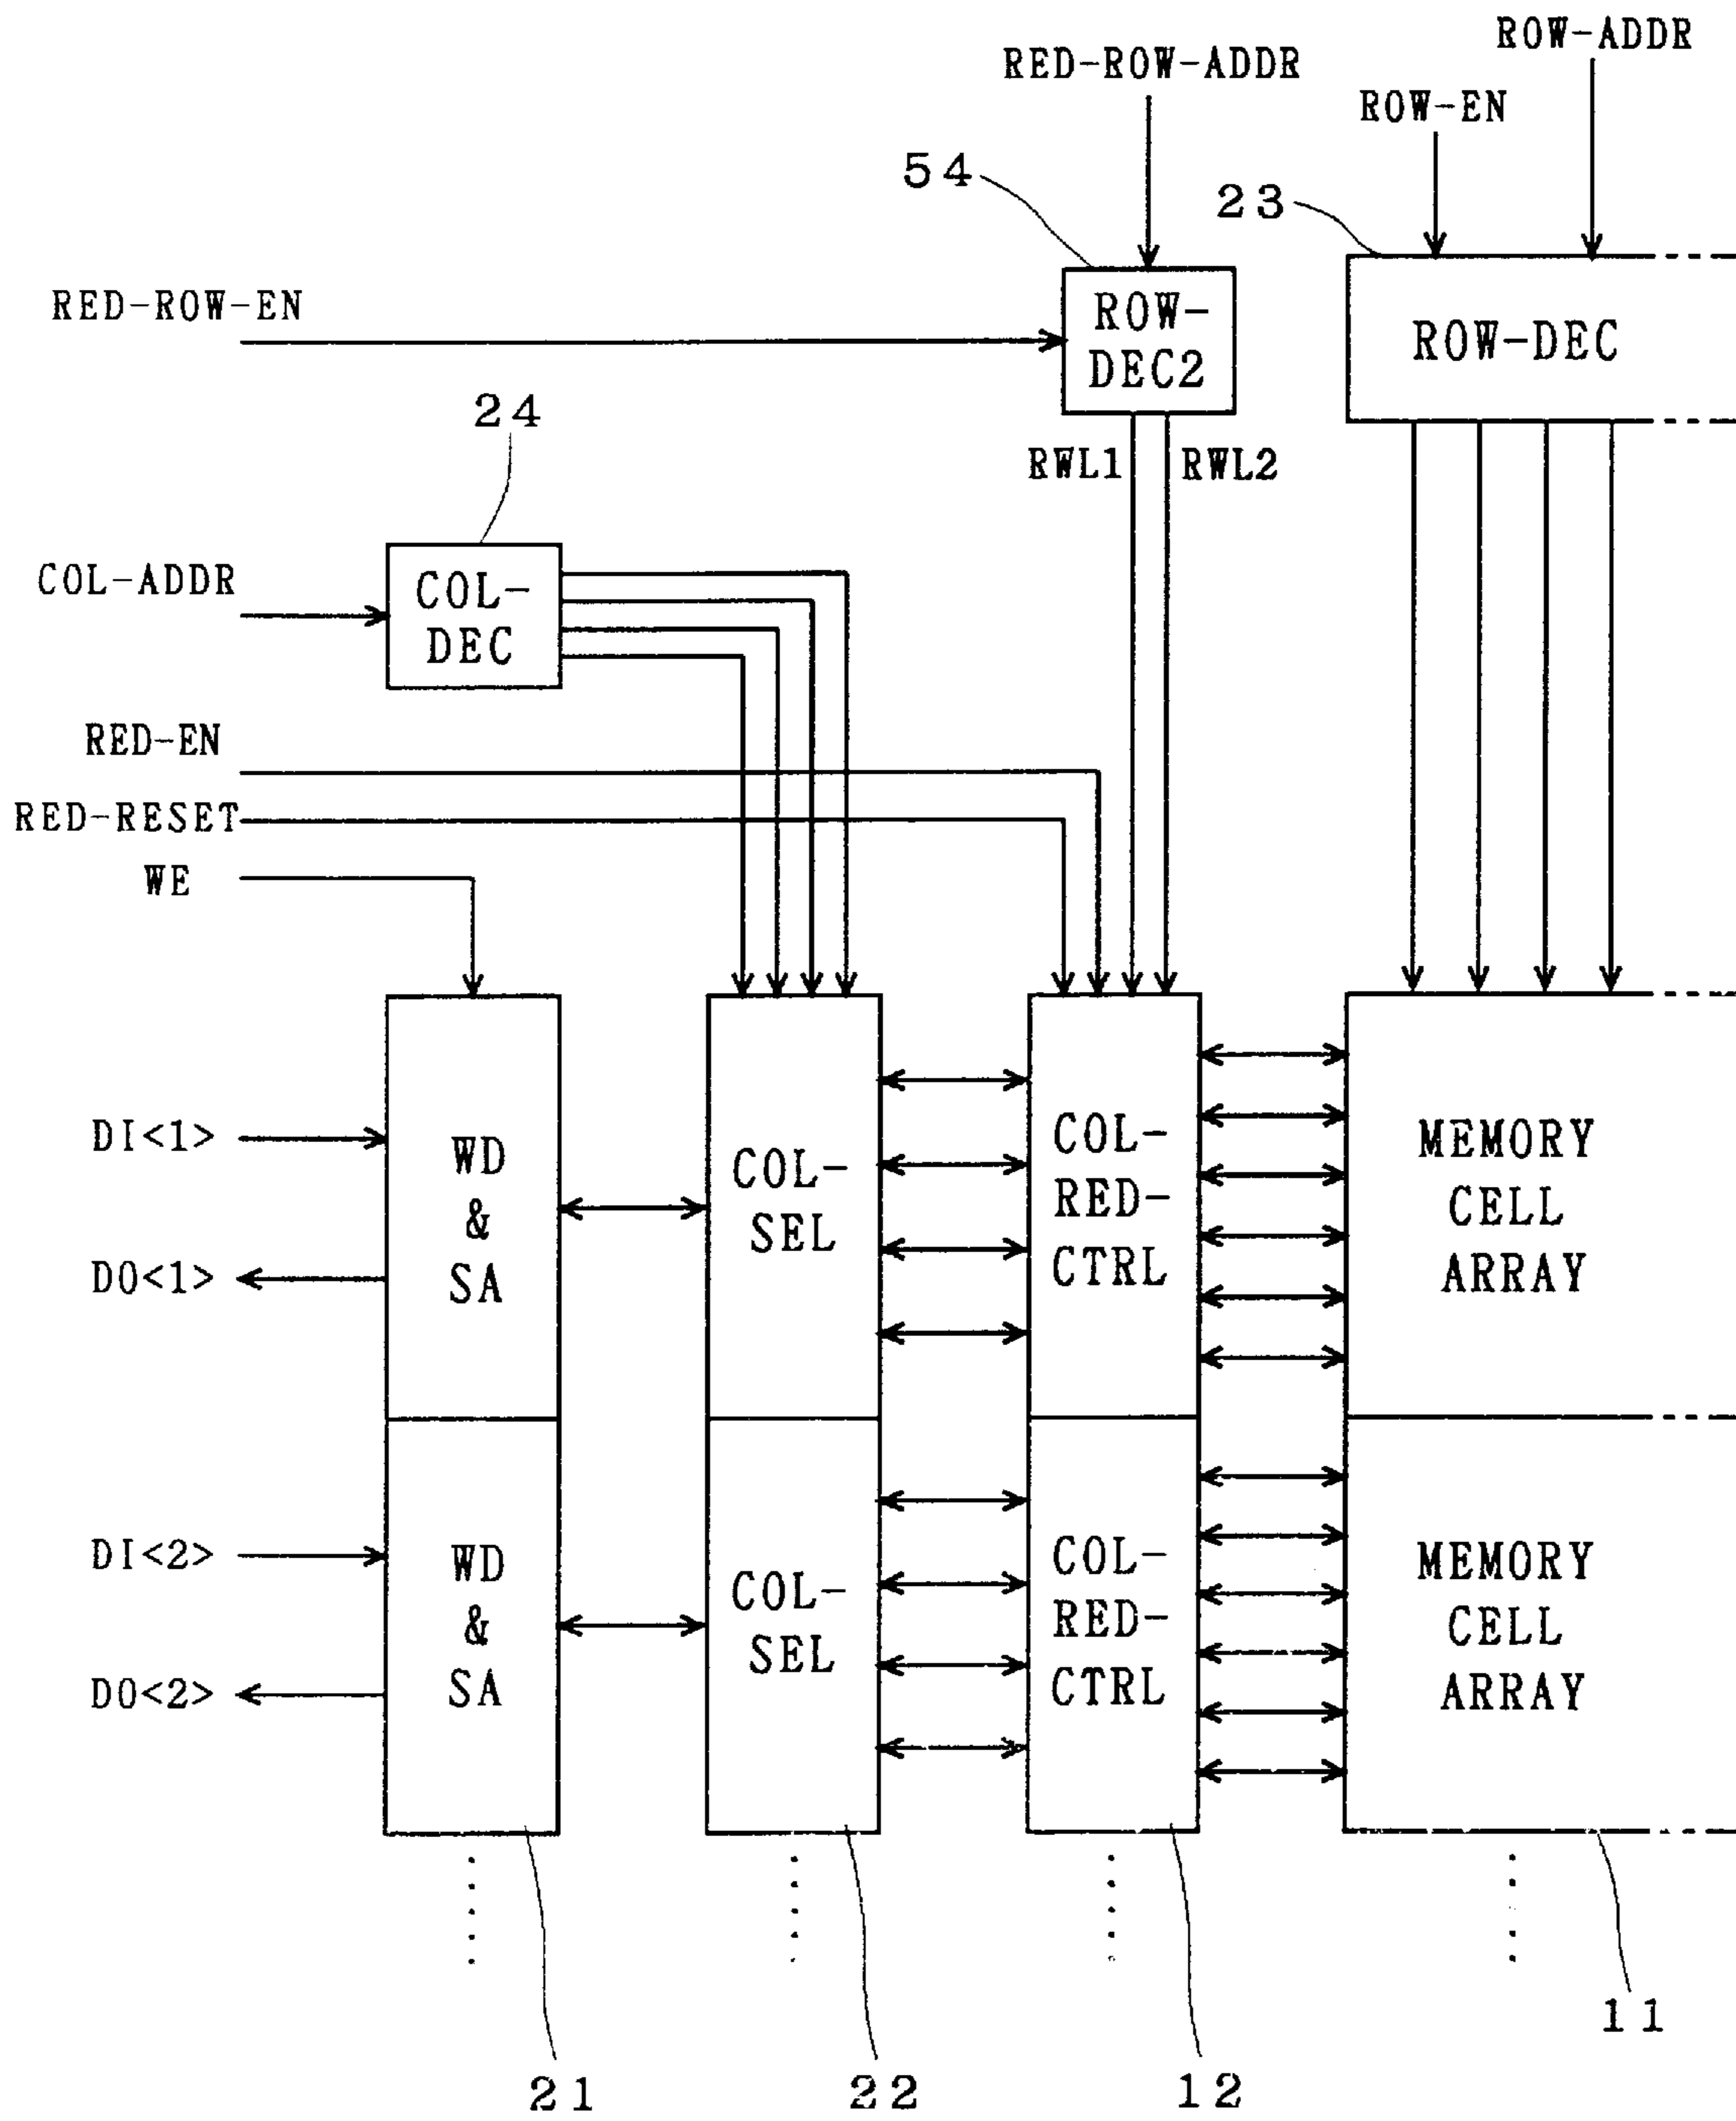 ROW-ADDR
RED-ROW-ADDR
ROW-EN
54
23
RED-ROW-EN
ROW-
DEC2
ROW-DEC
24
RWL1
RWL2
COL-ADDR
COL-
DEC
RED-EN
RED-RESET
WE
DI<1>
DO<1>
WD
&
SA
COL-
SEL
COL-
RED-
CTRL
MEMORY
CELL
ARRAY
DI<2>
DO<2>
WD
&
SA
COL-
SEL
COL-
RED-
CTRL
MEMORY
CELL
ARRAY
21
22
12
11